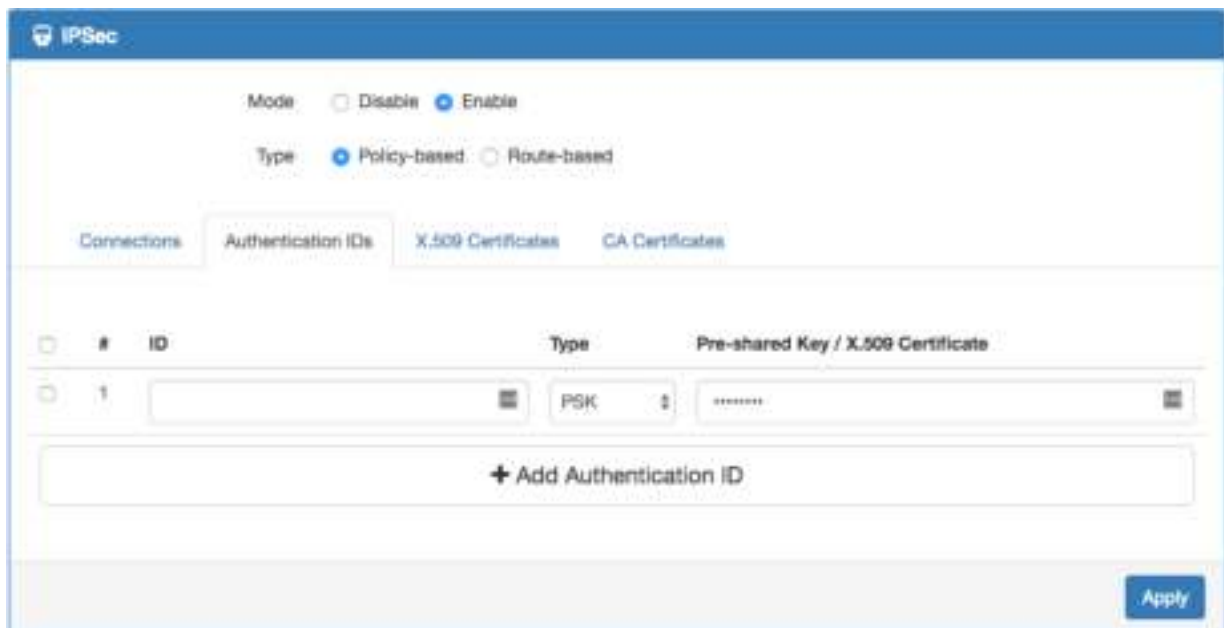 IPSec
Mode Disable Enable
Type Policy-based Route-based
Connections Authentication IDs X.509 Certificates CA Certificates
# ID Type Pre-shared Key / X.509 Certificate
1 PSK ••••••••
+ Add Authentication ID
Apply